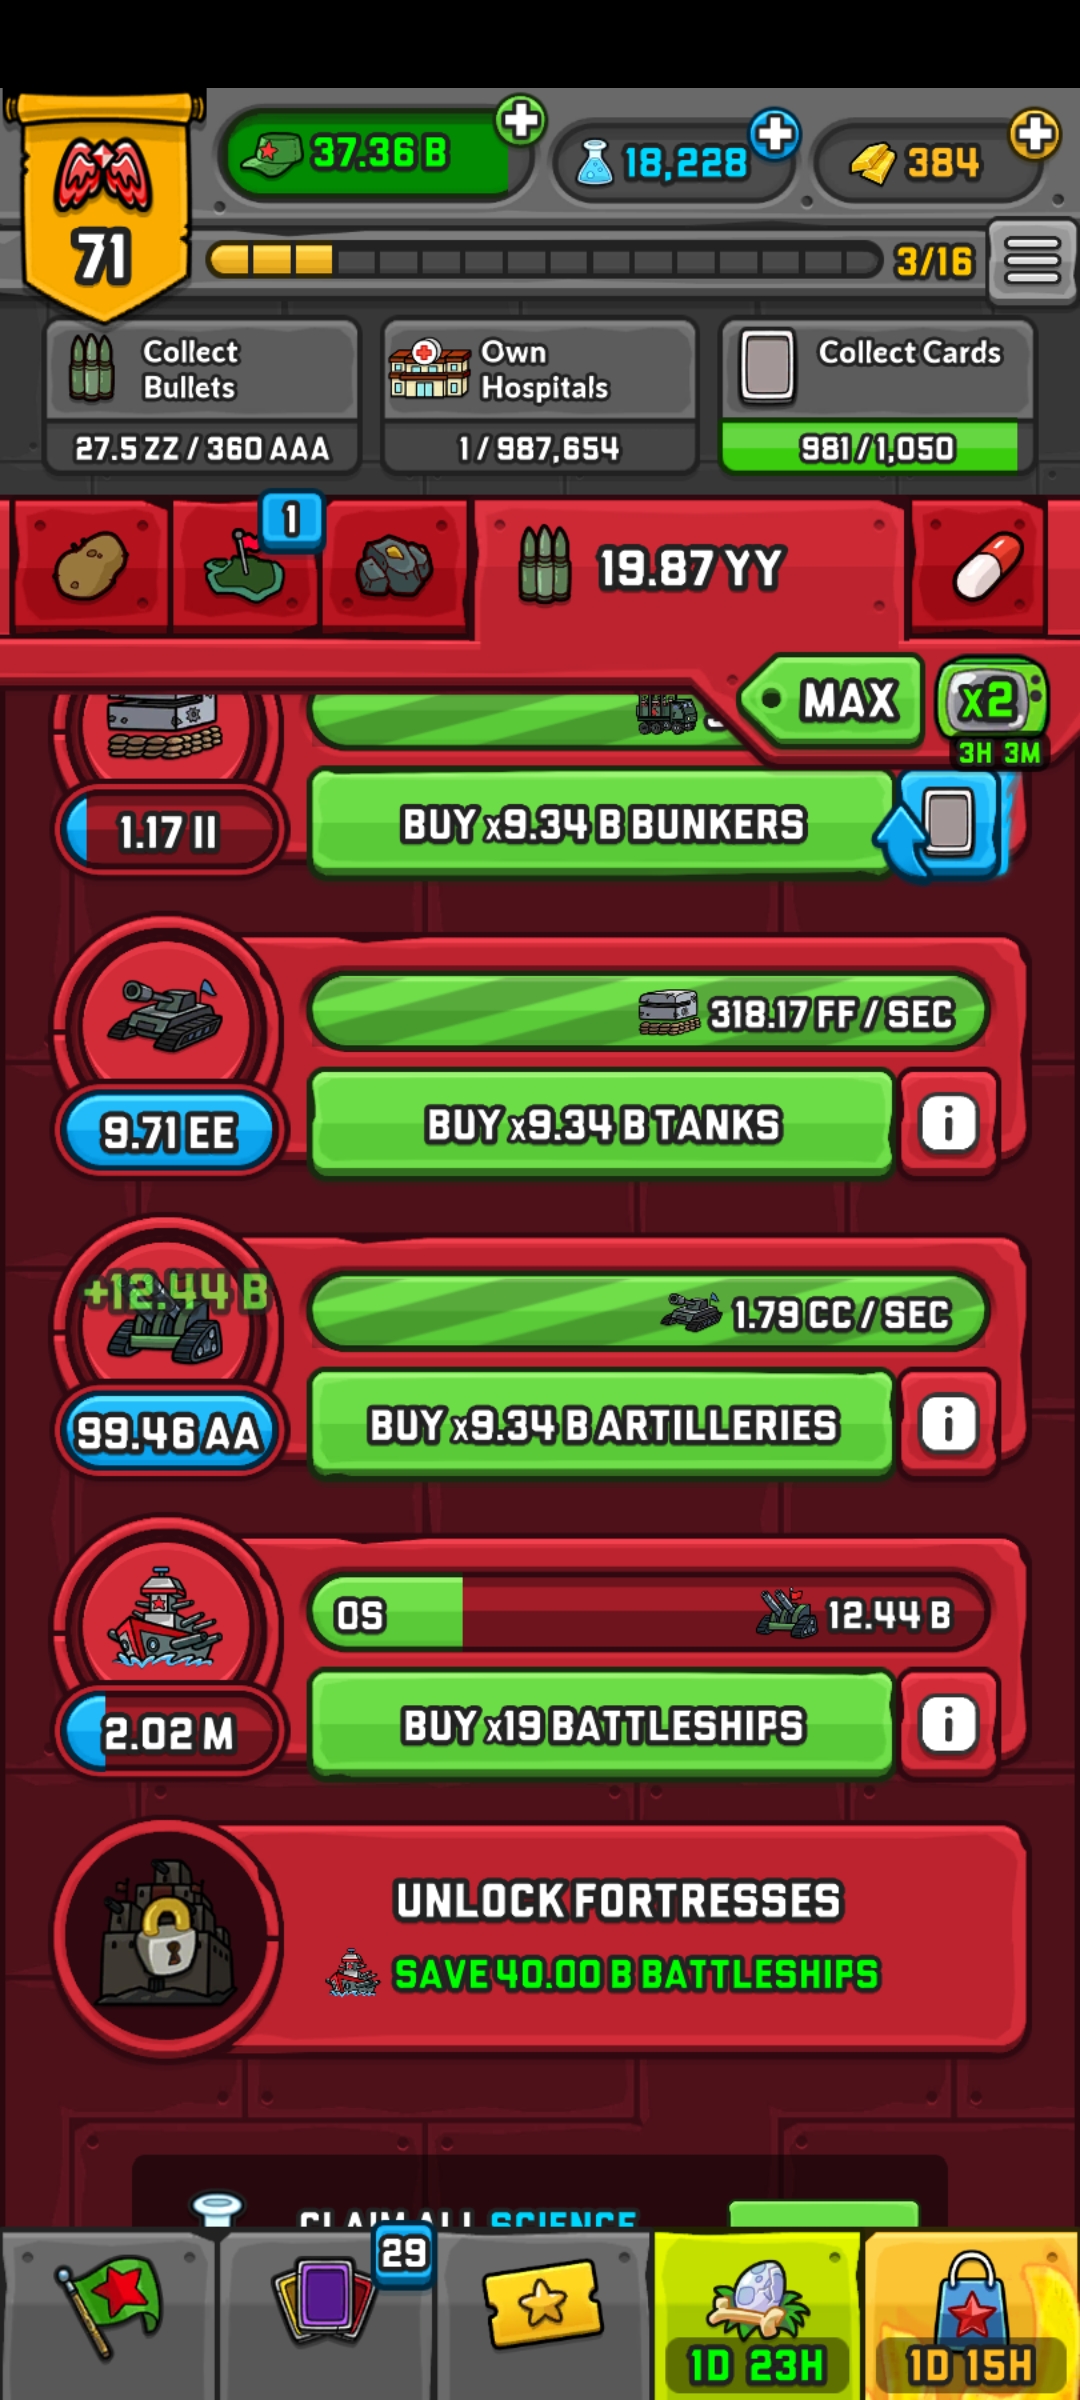 37.36 B
18,228
384
71
3/16
Collect
Bullets
27.5 ZZ / 360 AAA
Own
Hospitals
1 / 987,654
Collect Cards
981 / 1,050
1
19.87 YY
MAX
x2
3H 3M
1.17 II
BUY x9.34 B BUNKERS
318.17 FF / SEC
9.71 EE
BUY x9.34 B TANKS
i
+12.44 B
1.79 CC / SEC
99.46 AA
BUY x9.34 B ARTILLERIES
i
0S
12.44 B
2.02 M
BUY x19 BATTLESHIPS
i
UNLOCK FORTRESSES
SAVE 40.00 B BATTLESHIPS
CLAIM ALL SCIENCE
29
1D 23H
1D 15H